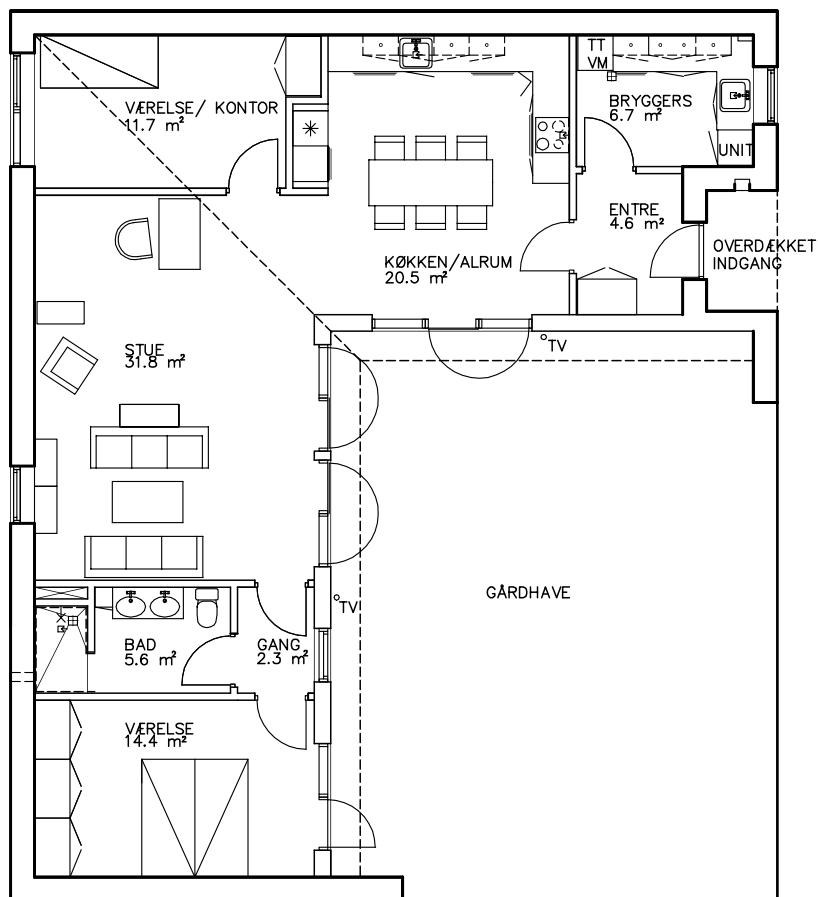 TT
VM
VÆRELSE/ KONTOR
11.7 m²
BRYGGERS
6.7 m²
UNIT
ENTRE
4.6 m²
OVERDÆKKET
INDGANG
KØKKEN/ALRUM
20.5 m²
TV
STUE
31.8 m²
GÅRDHAVE
TV
BAD
5.6 m²
GANG
2.3 m²
VÆRELSE
14.4 m²